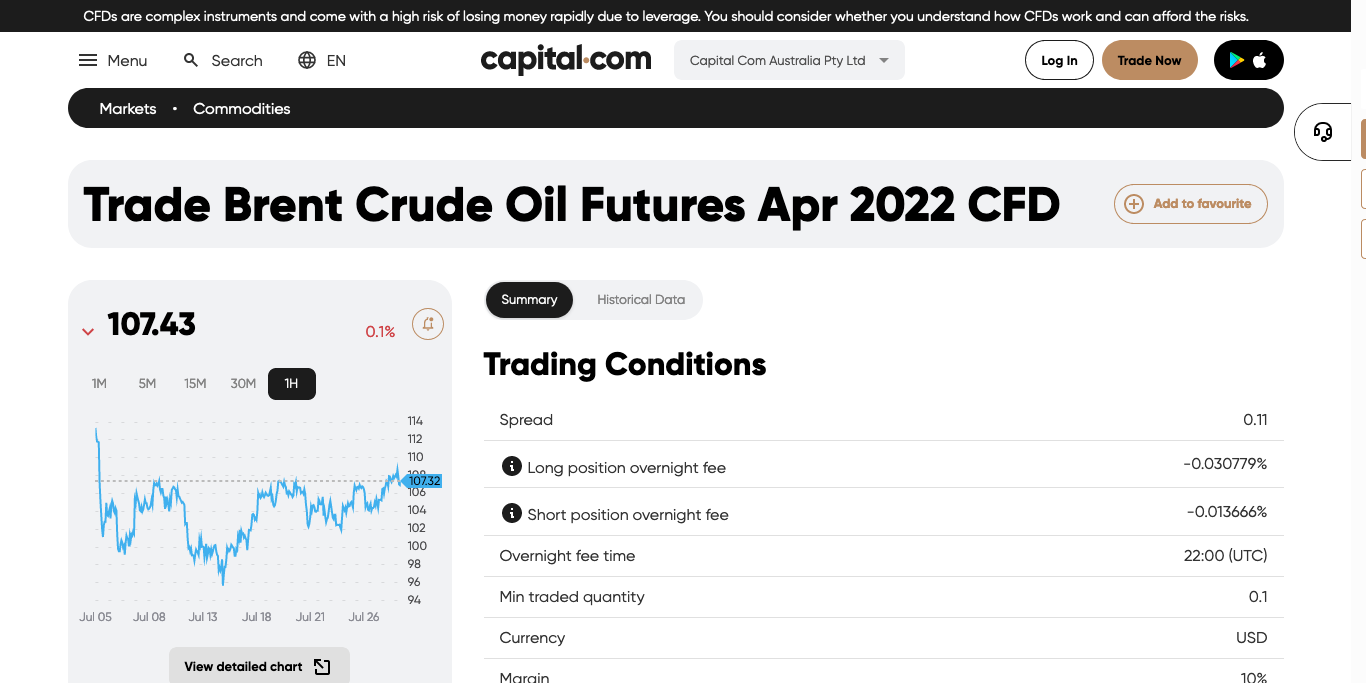 CFDs are complex instruments and come with a high risk of losing money rapidly due to leverage. You should consider whether you understand how CFDs work and can afford the risks.
Menu Search EN capital.com Capital Com Australia Pty Ltd Log In Trade Now
Markets • Commodities
Trade Brent Crude Oil Futures Apr 2022 CFD Add to favourite
107.43 0.1%
1M 5M 15M 30M 1H
114
112
110
108
107.32
106
104
102
100
98
96
94
Jul 05 Jul 08 Jul 13 Jul 18 Jul 21 Jul 26
View detailed chart
Summary Historical Data
Trading Conditions
Spread 0.11
Long position overnight fee -0.030779%
Short position overnight fee -0.013666%
Overnight fee time 22:00 (UTC)
Min traded quantity 0.1
Currency USD
Margin 10%